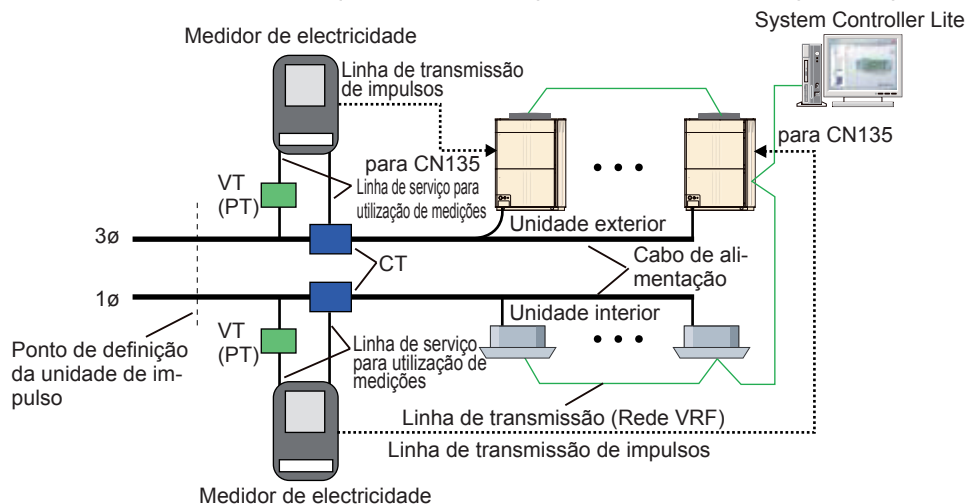 System Controller Lite
Medidor de electricidade
Linha de transmissão
de impulsos
para CN135
para CN135
VT
(PT)
Linha de serviço para
utilização de medições
Unidade exterior
3ø
CT
Cabo de ali-
mentação
1ø
Unidade interior
VT
(PT)
Linha de serviço
para utilização de
medições
Ponto de definição
da unidade de im-
pulso
Linha de transmissão (Rede VRF)
Linha de transmissão de impulsos
Medidor de electricidade